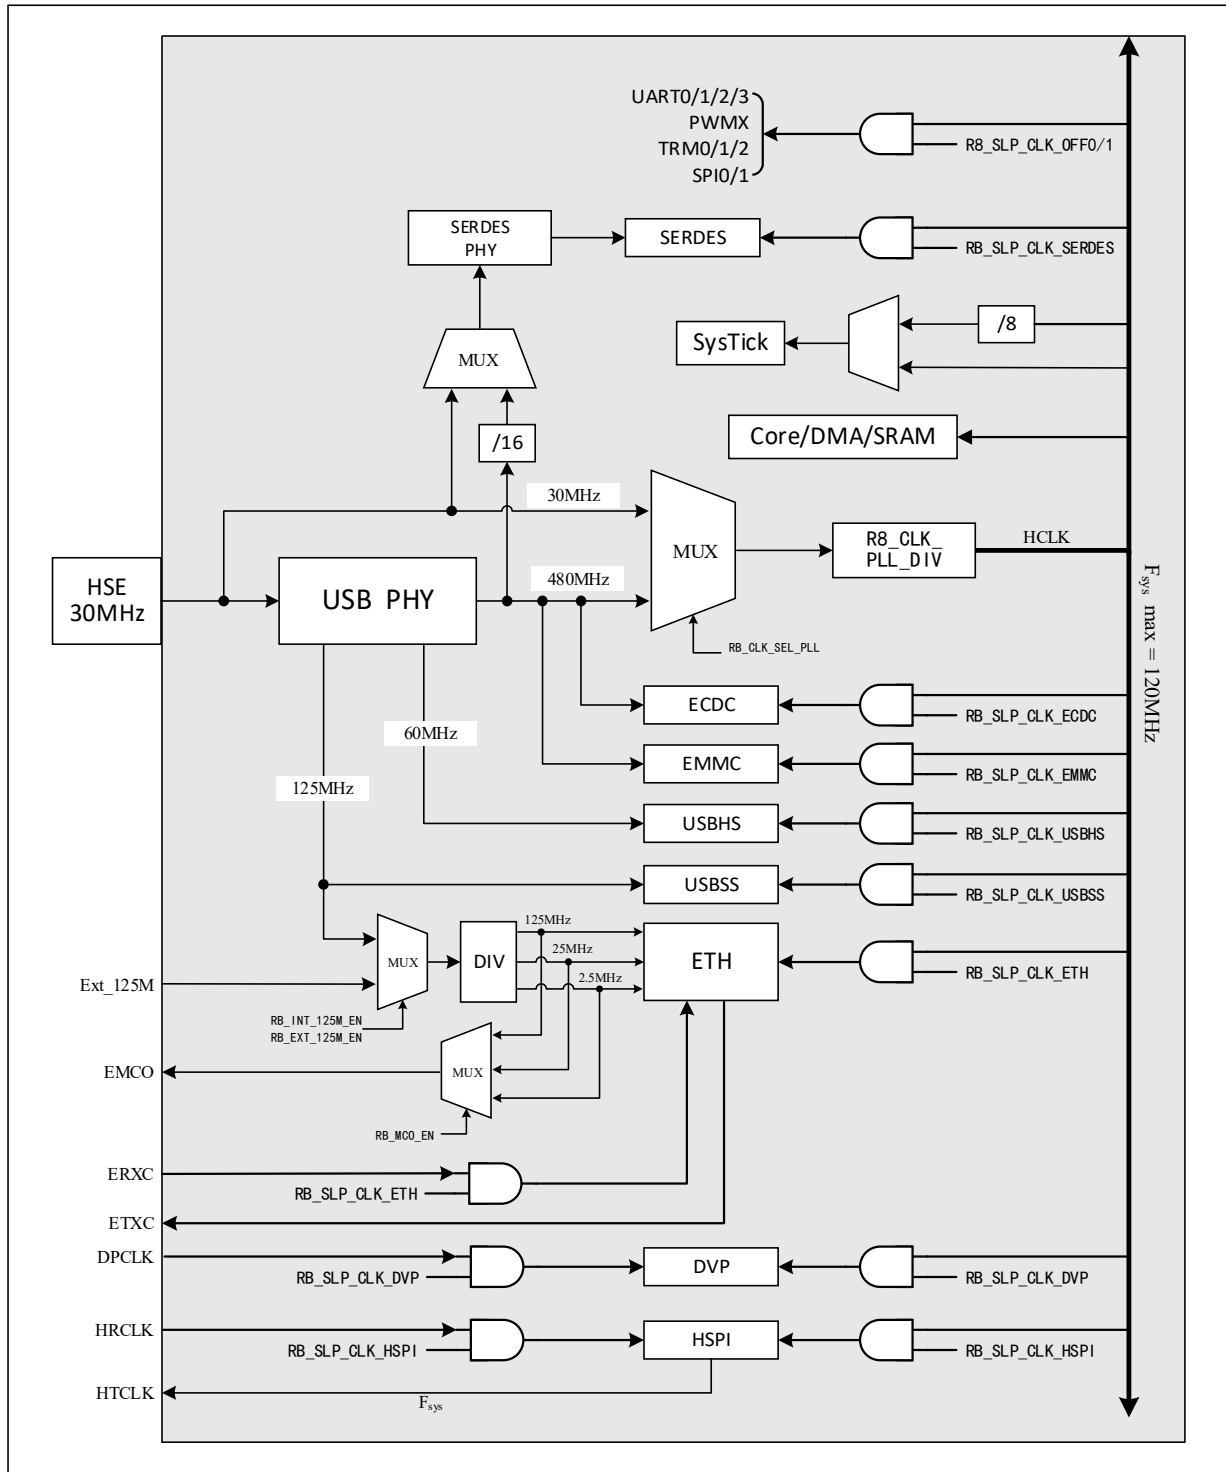 UART0/1/2/3
PWMX
TRM0/1/2
SPI0/1
R8_SLP_CLK_OFF0/1
SERDES
PHY
SERDES
RB_SLP_CLK_SERDES
/8
SysTick
MUX
Core/DMA/SRAM
/16
30MHz
MUX
R8_CLK_
PLL_DIV
HCLK
HSE
30MHz
USB PHY
480MHz
RB_CLK_SEL_PLL
Fsys max = 120MHz
ECDC
RB_SLP_CLK_ECDC
60MHz
EMMC
RB_SLP_CLK_EMMC
125MHz
USBHS
RB_SLP_CLK_USBHS
USBSS
RB_SLP_CLK_USBSS
125MHz
MUX
DIV
25MHz
ETH
RB_SLP_CLK_ETH
2.5MHz
Ext_125M
RB_INT_125M_EN
RB_EXT_125M_EN
EMCO
MUX
RB_MCO_EN
ERXC
RB_SLP_CLK_ETH
ETXC
DPCLK
RB_SLP_CLK_DVP
DVP
RB_SLP_CLK_DVP
HRCLK
RB_SLP_CLK_HSPI
HSPI
RB_SLP_CLK_HSPI
HTCLK
Fsys